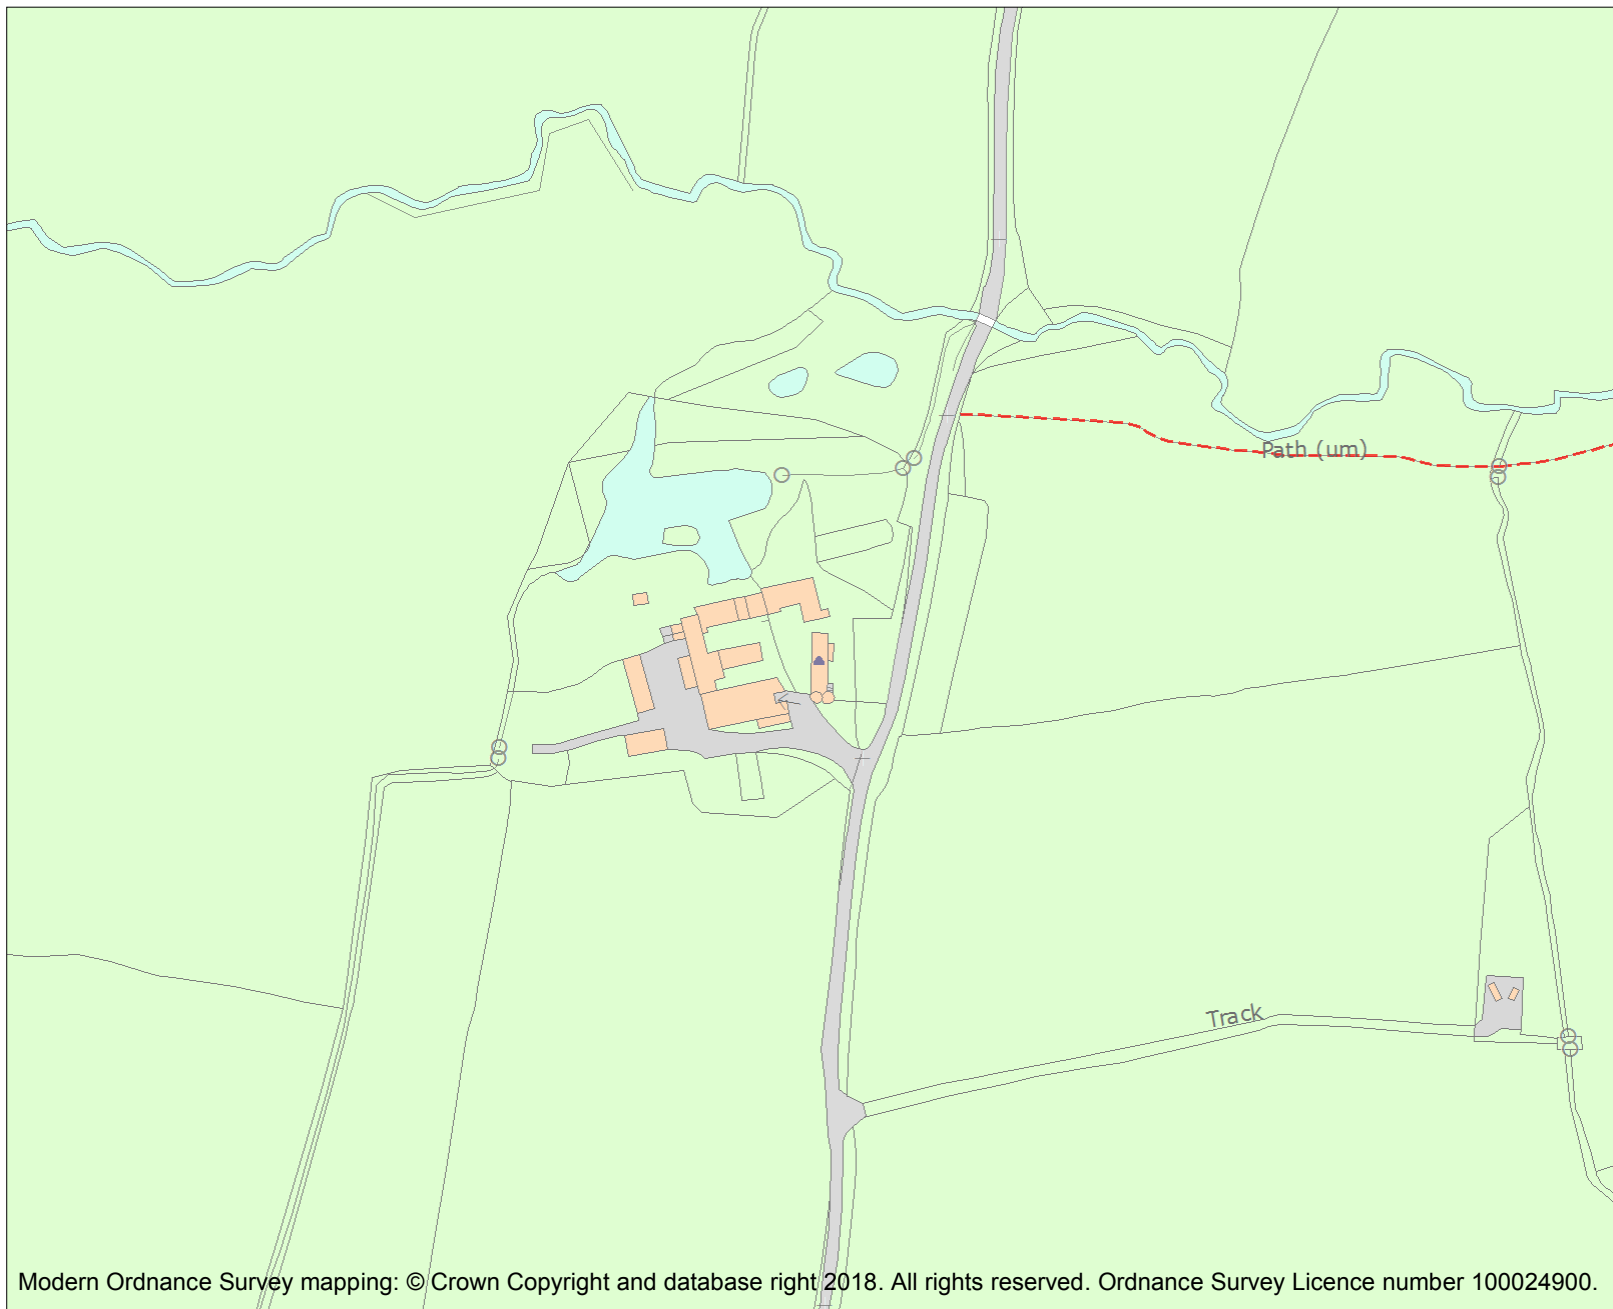 Path (um)
Track
Modern Ordnance Survey mapping: © Crown Copyright and database right 2018. All rights reserved. Ordnance Survey Licence number 100024900.